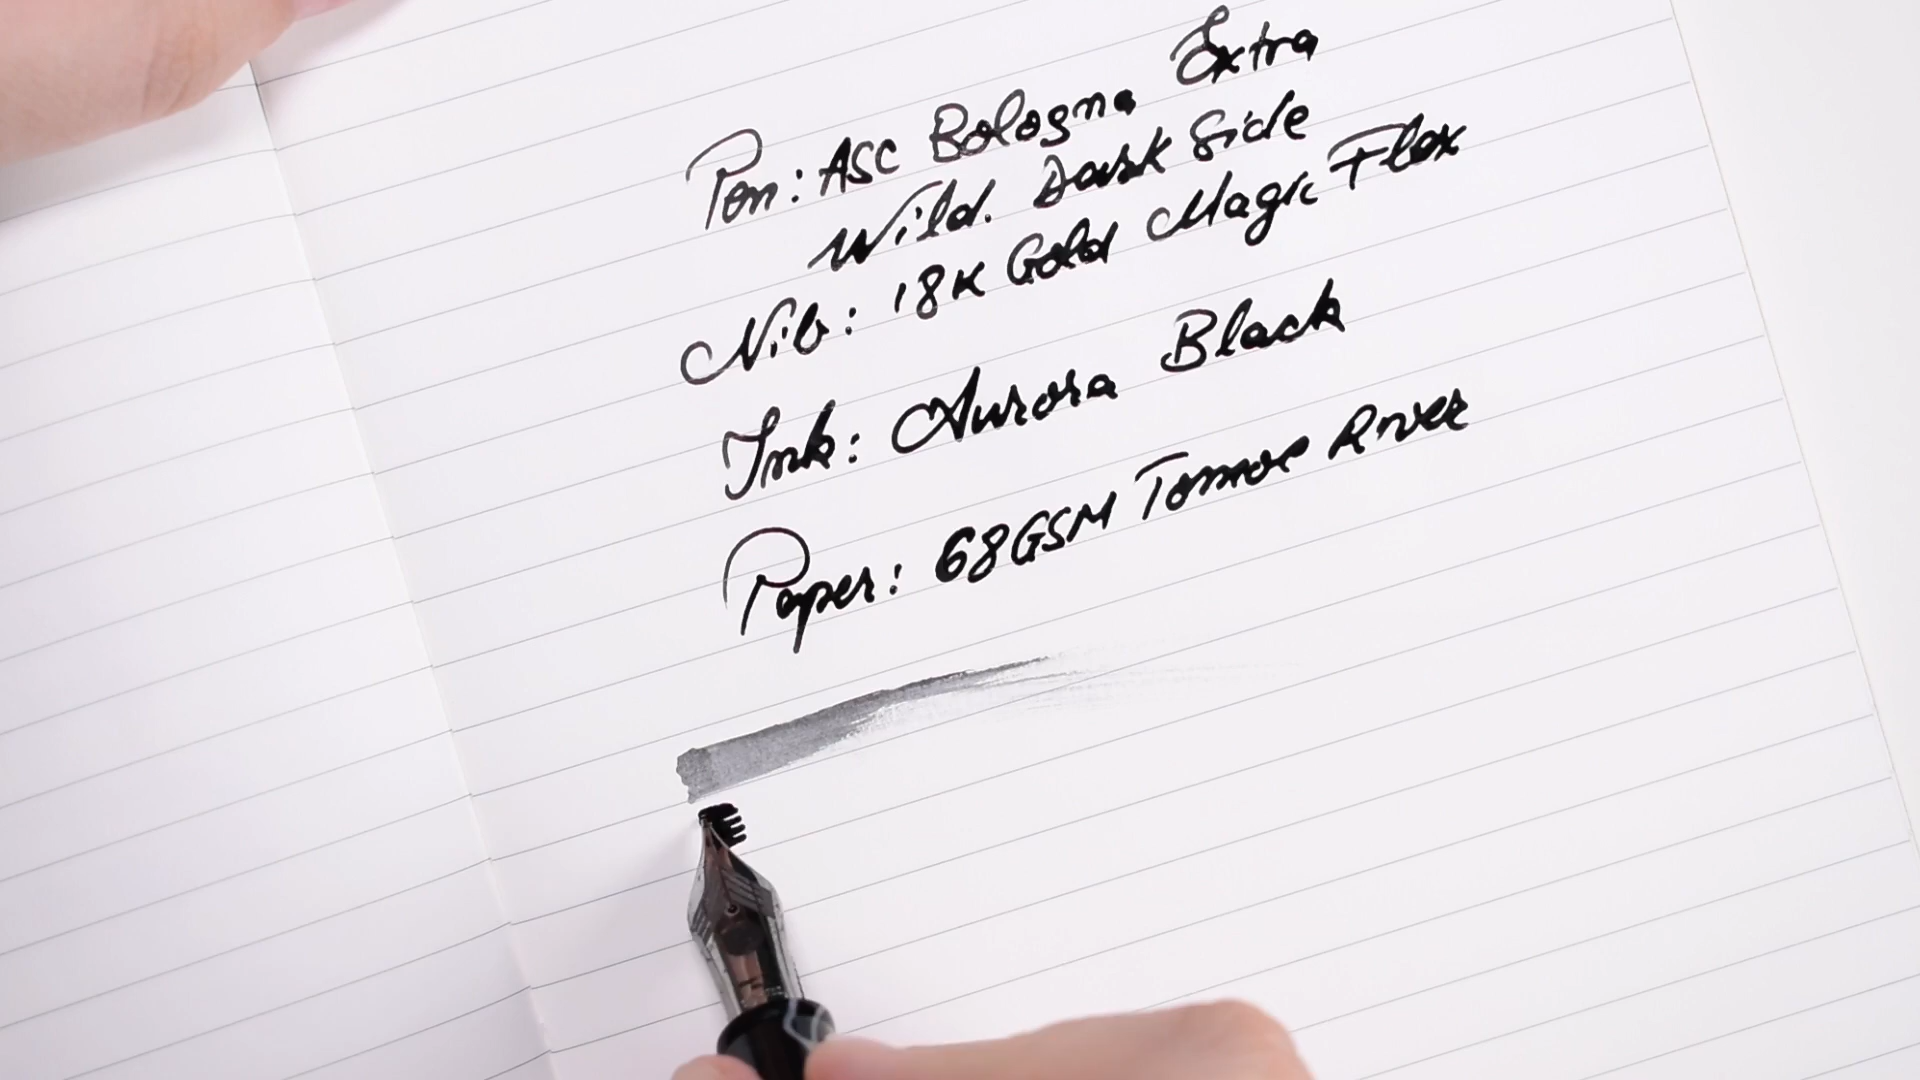 Pen: ASC Bologna Extra
Wild. Dark Side
Nib: 18K Gold Magic Flex
Ink: Aurora Black
Paper: 68GSM Tomoe River